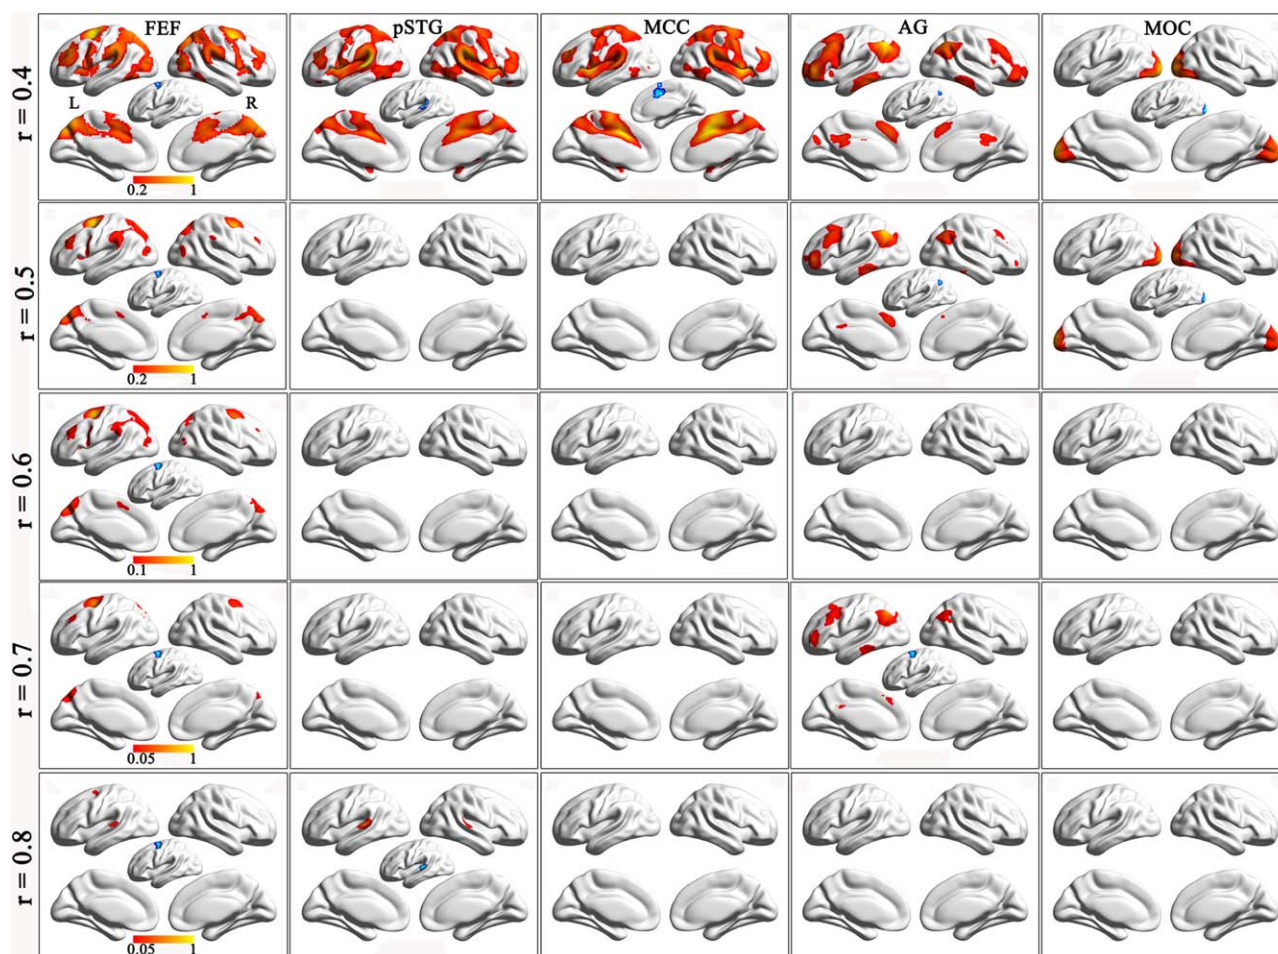 FEF pSTG MCC AG MOC
r = 0.4
L R
0.2 1
r = 0.5
0.2 1
r = 0.6
0.1 1
r = 0.7
0.05 1
r = 0.8
0.05 1